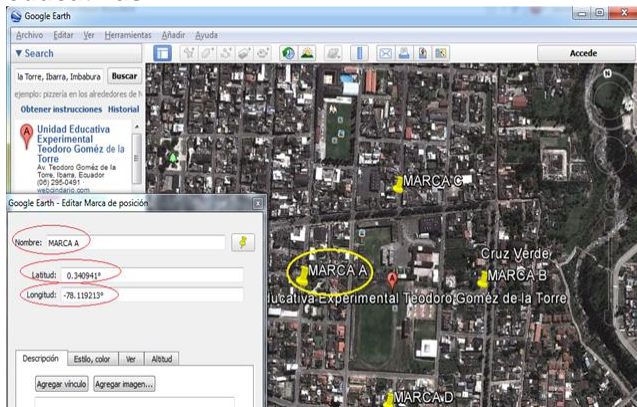 Google Earth
Archivo Editar Ver Herramientas Añadir Ayuda
Search
Accede
la Torre, Ibarra, Imbabura Buscar
ejemplo: pizzería en los alrededores de N
Obtener instrucciones Historial
A
Unidad Educativa
Experimental
Teodoro Goméz de la
Torre
Av. Teodoro Goméz de la
Torre, Ibarra, Ecuador
(06) 295-0491
webcindario.com
Google Earth - Editar Marca de posición
Nombre: MARCA A
Latitud: 0.340941°
Longitud: -78.119213°
Descripción Estilo, color Ver Altitud
Agregar vínculo Agregar imagen...
N
MARCA C
Cruz Verde
MARCA A
A
MARCA B
ducativa Experimental Teodoro Goméz de la Torre
MARCA D